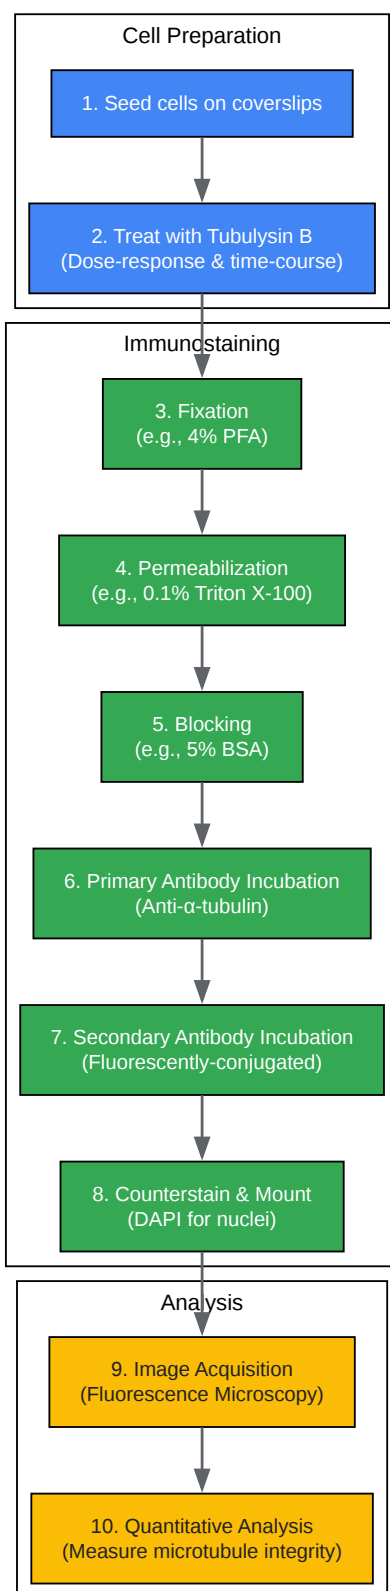 Cell Preparation
1. Seed cells on coverslips
2. Treat with Tubulysin B
(Dose-response & time-course)
Immunostaining
3. Fixation
(e.g., 4% PFA)
4. Permeabilization
(e.g., 0.1% Triton X-100)
5. Blocking
(e.g., 5% BSA)
6. Primary Antibody Incubation
(Anti-α-tubulin)
7. Secondary Antibody Incubation
(Fluorescently-conjugated)
8. Counterstain & Mount
(DAPI for nuclei)
Analysis
9. Image Acquisition
(Fluorescence Microscopy)
10. Quantitative Analysis
(Measure microtubule integrity)